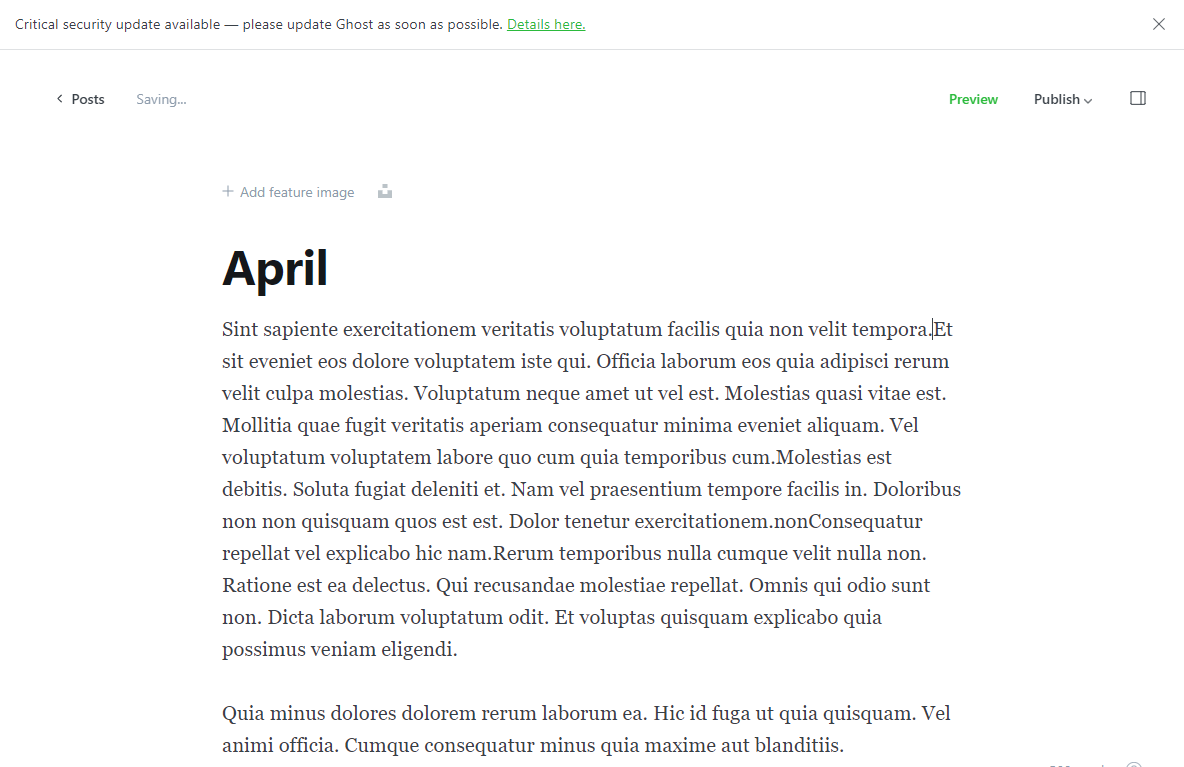 Critical security update available — please update Ghost as soon as possible. Details here.
Posts Saving... Preview Publish
Add feature image
April
Sint sapiente exercitationem veritatis voluptatum facilis quia non velit tempora.Et
sit eveniet eos dolore voluptatem iste qui. Officia laborum eos quia adipisci rerum
velit culpa molestias. Voluptatum neque amet ut vel est. Molestias quasi vitae est.
Mollitia quae fugit veritatis aperiam consequatur minima eveniet aliquam. Vel
voluptatum voluptatem labore quo cum quia temporibus cum.Molestias est
debitis. Soluta fugiat deleniti et. Nam vel praesentium tempore facilis in. Doloribus
non non quisquam quos est est. Dolor tenetur exercitationem.nonConsequatur
repellat vel explicabo hic nam.Rerum temporibus nulla cumque velit nulla non.
Ratione est ea delectus. Qui recusandae molestiae repellat. Omnis qui odio sunt
non. Dicta laborum voluptatum odit. Et voluptas quisquam explicabo quia
possimus veniam eligendi.
Quia minus dolores dolorem rerum laborum ea. Hic id fuga ut quia quisquam. Vel
animi officia. Cumque consequatur minus quia maxime aut blanditiis.